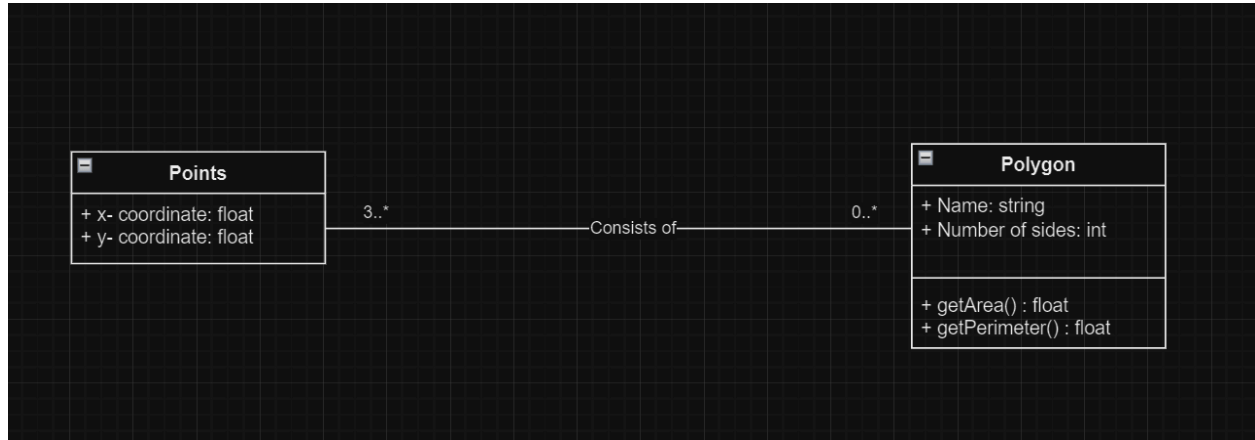 Points
+ x- coordinate: float
+ y- coordinate: float
3..*
Consists of
0..*
Polygon
+ Name: string
+ Number of sides: int
+ getArea() : float
+ getPerimeter() : float